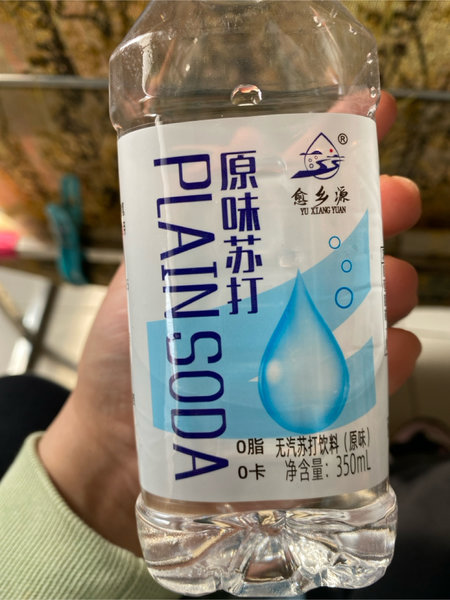 原味苏打
PLAIN SODA
®
愈乡源
YU XIANG YUAN
0脂 无汽苏打饮料（原味）
0卡 净含量：350mL